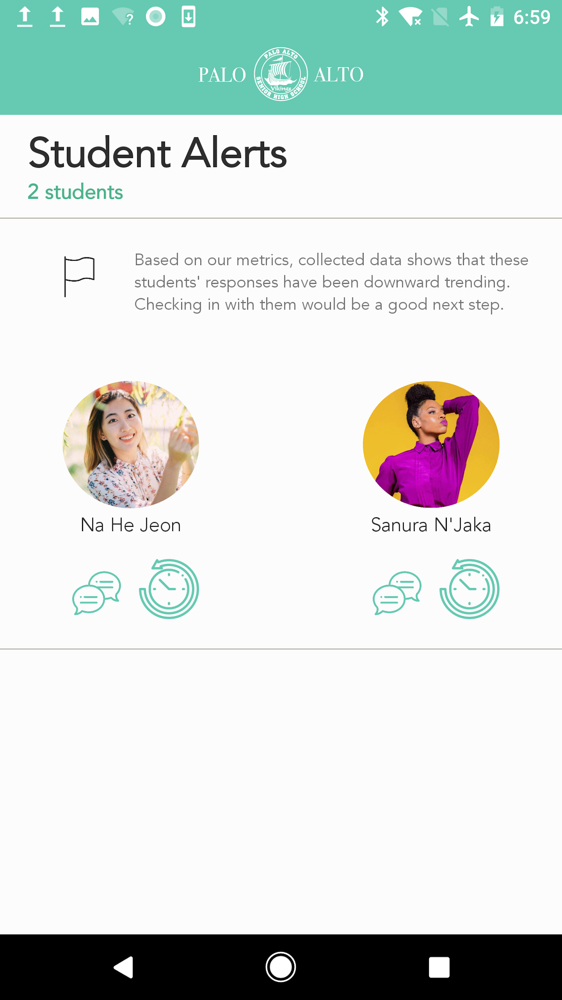 6:59
PALO
PALO ALTO
Vikings
SENIOR HIGH SCHOOL
ALTO
Student Alerts
2 students
Based on our metrics, collected data shows that these
students' responses have been downward trending.
Checking in with them would be a good next step.
Na He Jeon
Sanura N'Jaka